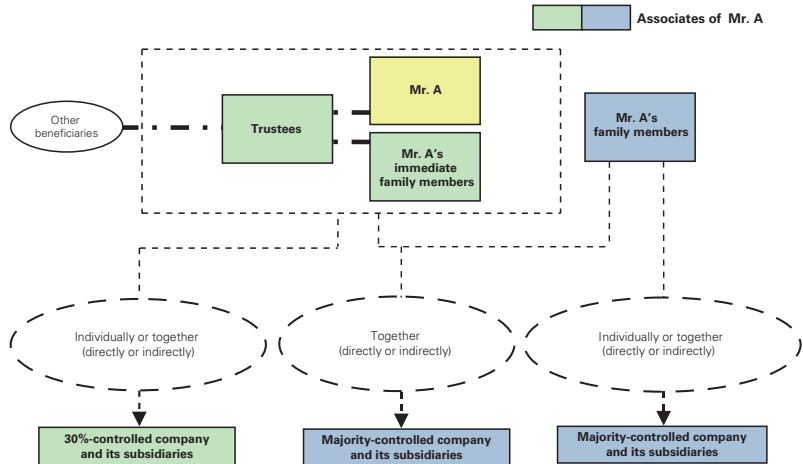 Associates of Mr. A
Other
beneficiaries
Trustees
Mr. A
Mr. A's
immediate
family members
Mr. A's
family members
Individually or together
(directly or indirectly)
Together
(directly or indirectly)
Individually or together
(directly or indirectly)
30%-controlled company
and its subsidiaries
Majority-controlled company
and its subsidiaries
Majority-controlled company
and its subsidiaries